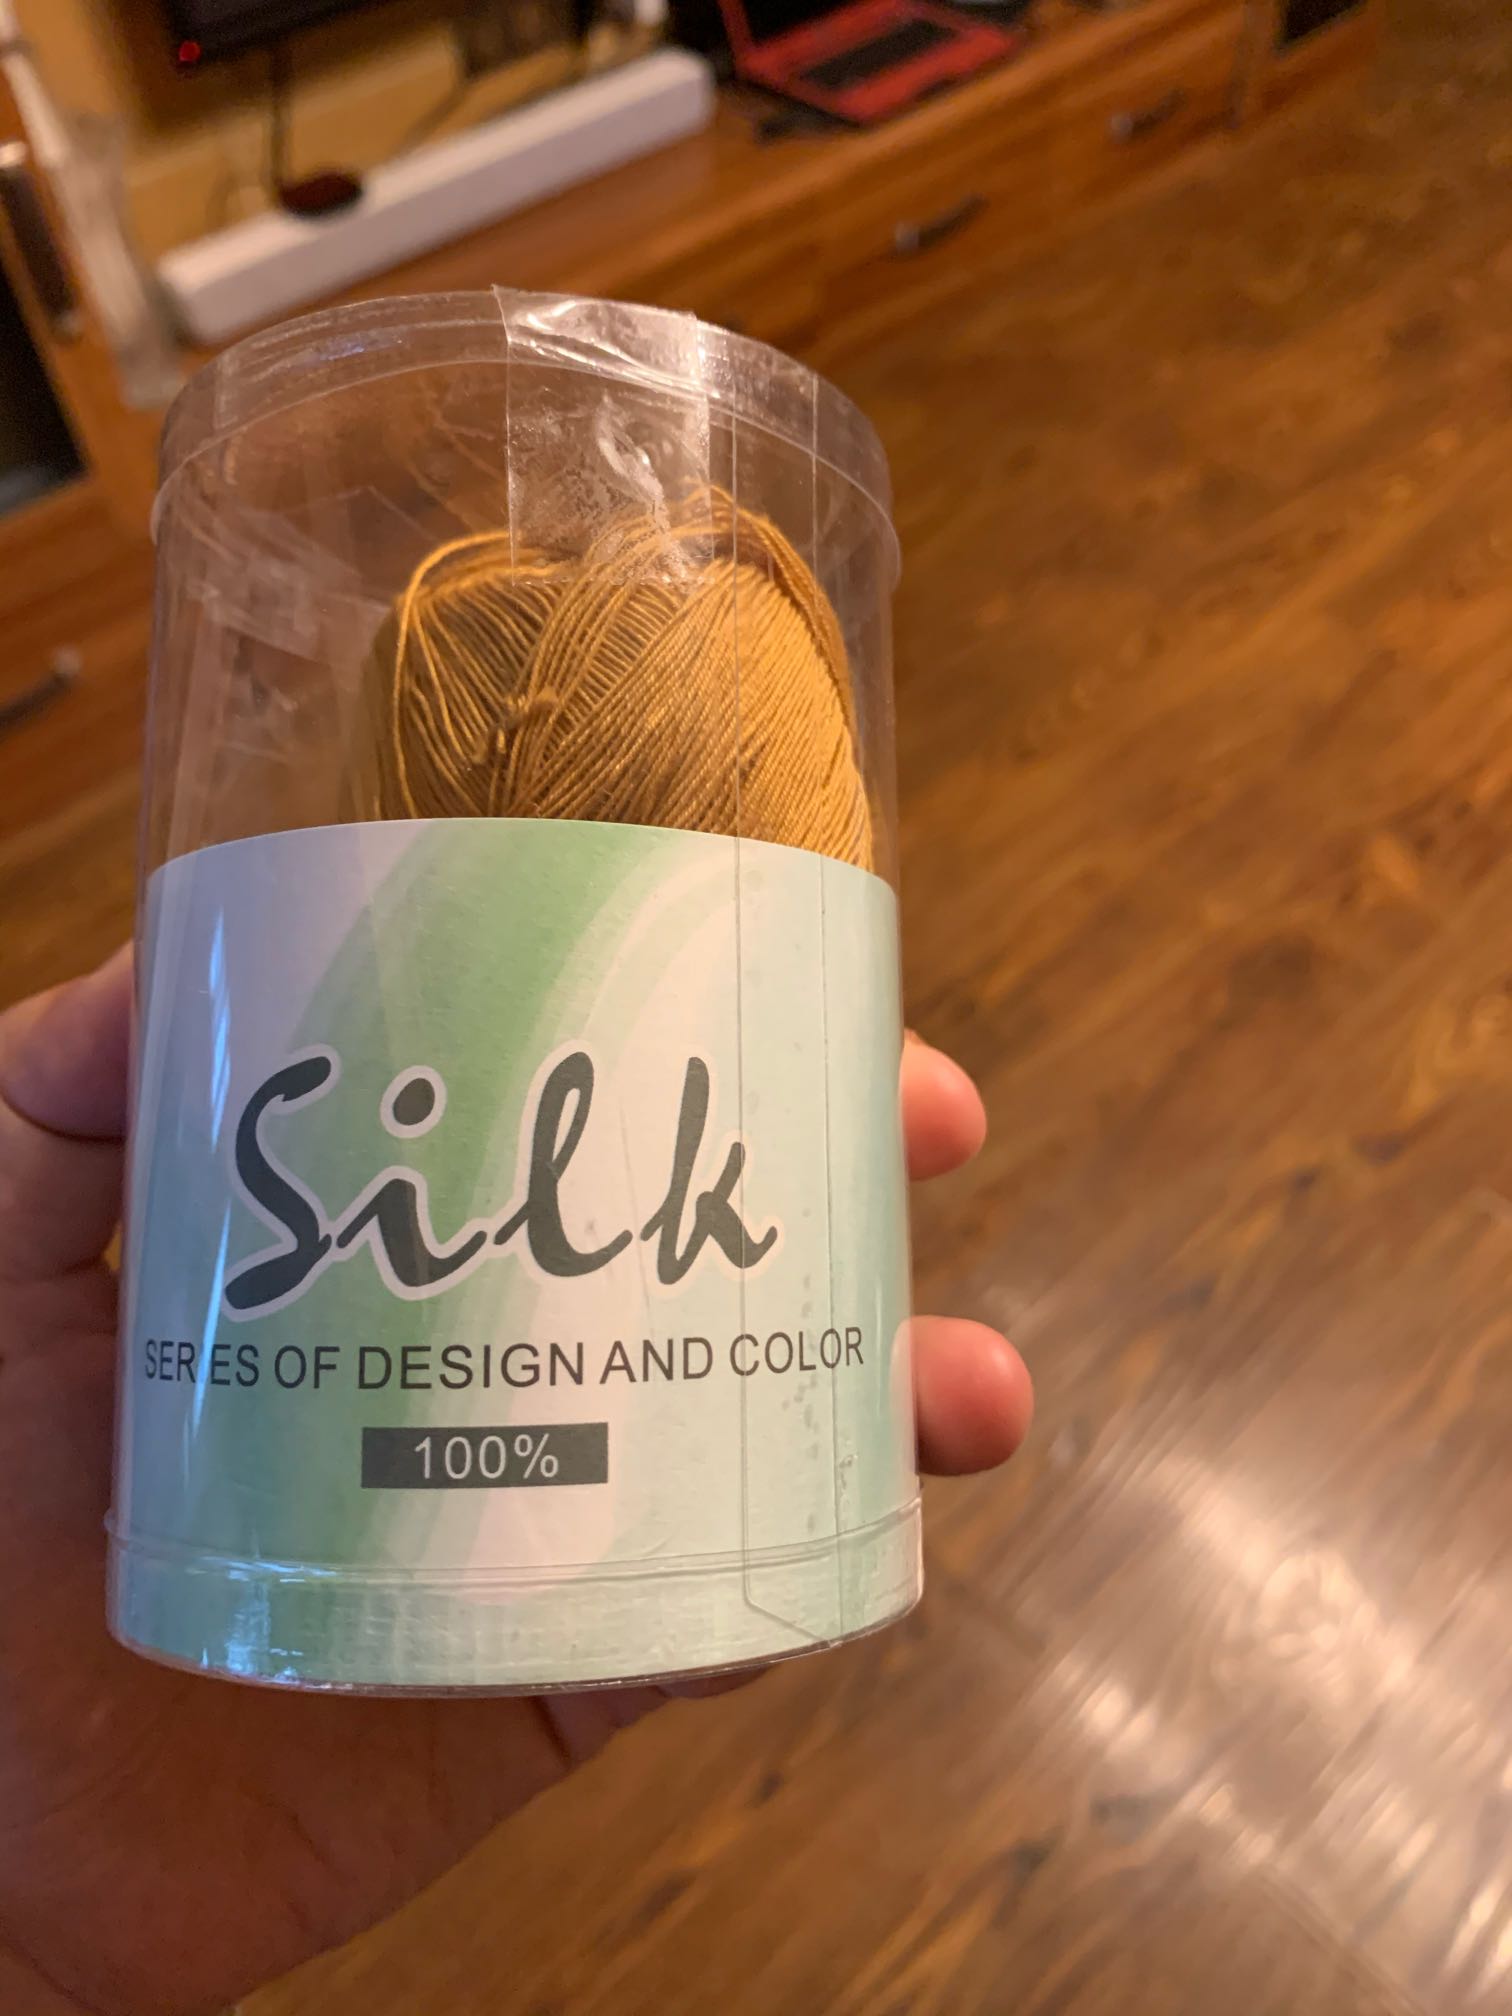 Silk
SERIES OF DESIGN AND COLOR
100%